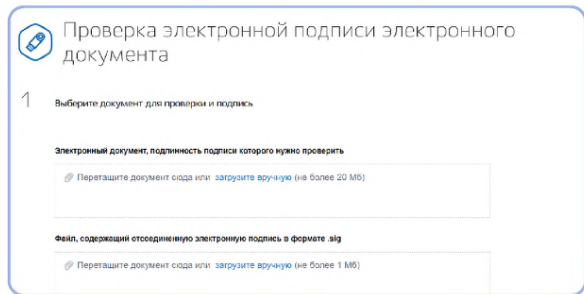 Проверка электронной подписи электронного
документа
1
Выберите документ для проверки и подпись
Электронный документ, подлинность подписи которого нужно проверить
Перетащите документ сюда или загрузите вручную (не более 20 Мб)
Файл, содержащий отсоединенную электронную подпись в формате .sig
Перетащите документ сюда или загрузите вручную (не более 1 Мб)